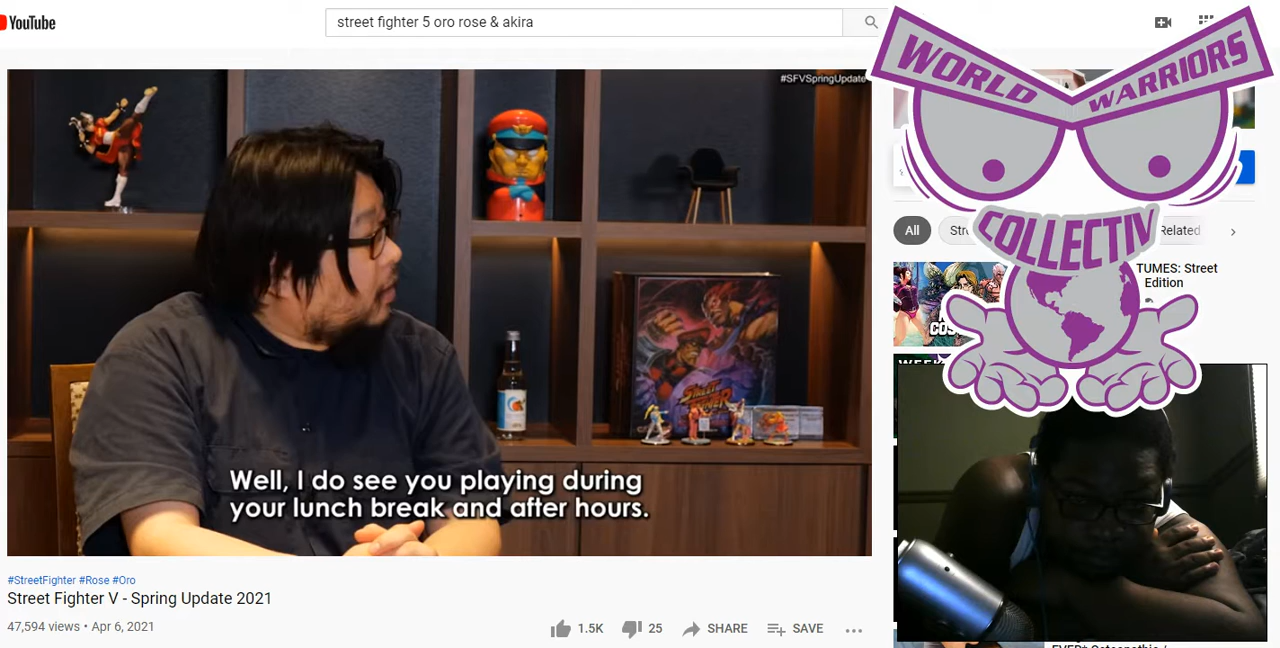 YouTube
street fighter 5 oro rose & akira
#SFVSpringUpdate
WORLD WARRIORS
COLLECTIV
All
Related
TUMES: Street
Edition
STREET
FIGHTER
Well, I do see you playing during
your lunch break and after hours.
#StreetFighter #Rose #Oro
Street Fighter V - Spring Update 2021
47,594 views • Apr 6, 2021
1.5K
25
SHARE
SAVE